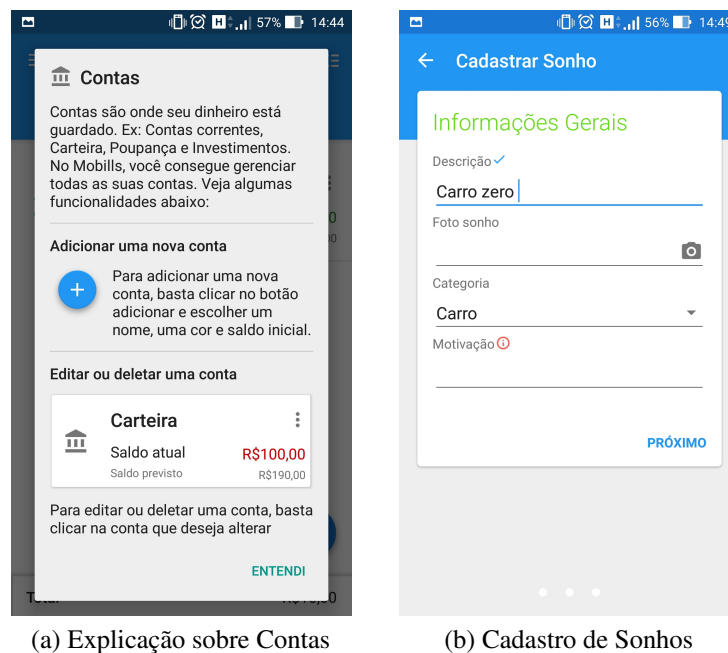 57% 14:44
Contas
Contas são onde seu dinheiro está
guardado. Ex: Contas correntes,
Carteira, Poupança e Investimentos.
No Mobills, você consegue gerenciar
todas as suas contas. Veja algumas
funcionalidades abaixo:
Adicionar uma nova conta
Para adicionar uma nova
conta, basta clicar no botão
adicionar e escolher um
nome, uma cor e saldo inicial.
Editar ou deletar uma conta
Carteira
Saldo atual R$100,00
Saldo previsto R$190,00
Para editar ou deletar uma conta, basta
clicar na conta que deseja alterar
ENTENDI
(a) Explicação sobre Contas
H 56% 14:49
Cadastrar Sonho
Informações Gerais
Descrição
Carro zero
Foto sonho
Categoria
Carro
Motivação
PRÓXIMO
(b) Cadastro de Sonhos